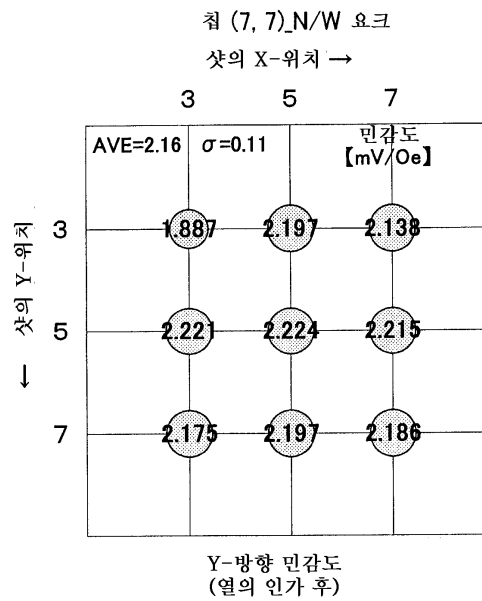 칩 (7, 7)_N/W 요크
샷의 X-위치 →
3 5 7
AVE=2.16 σ=0.11 민감도
【mV/Oe】
← 샷의 Y-위치
3 1.887 2.197 2.138
5 2.221 2.224 2.215
7 2.175 2.197 2.186
Y-방향 민감도
(열의 인가 후)